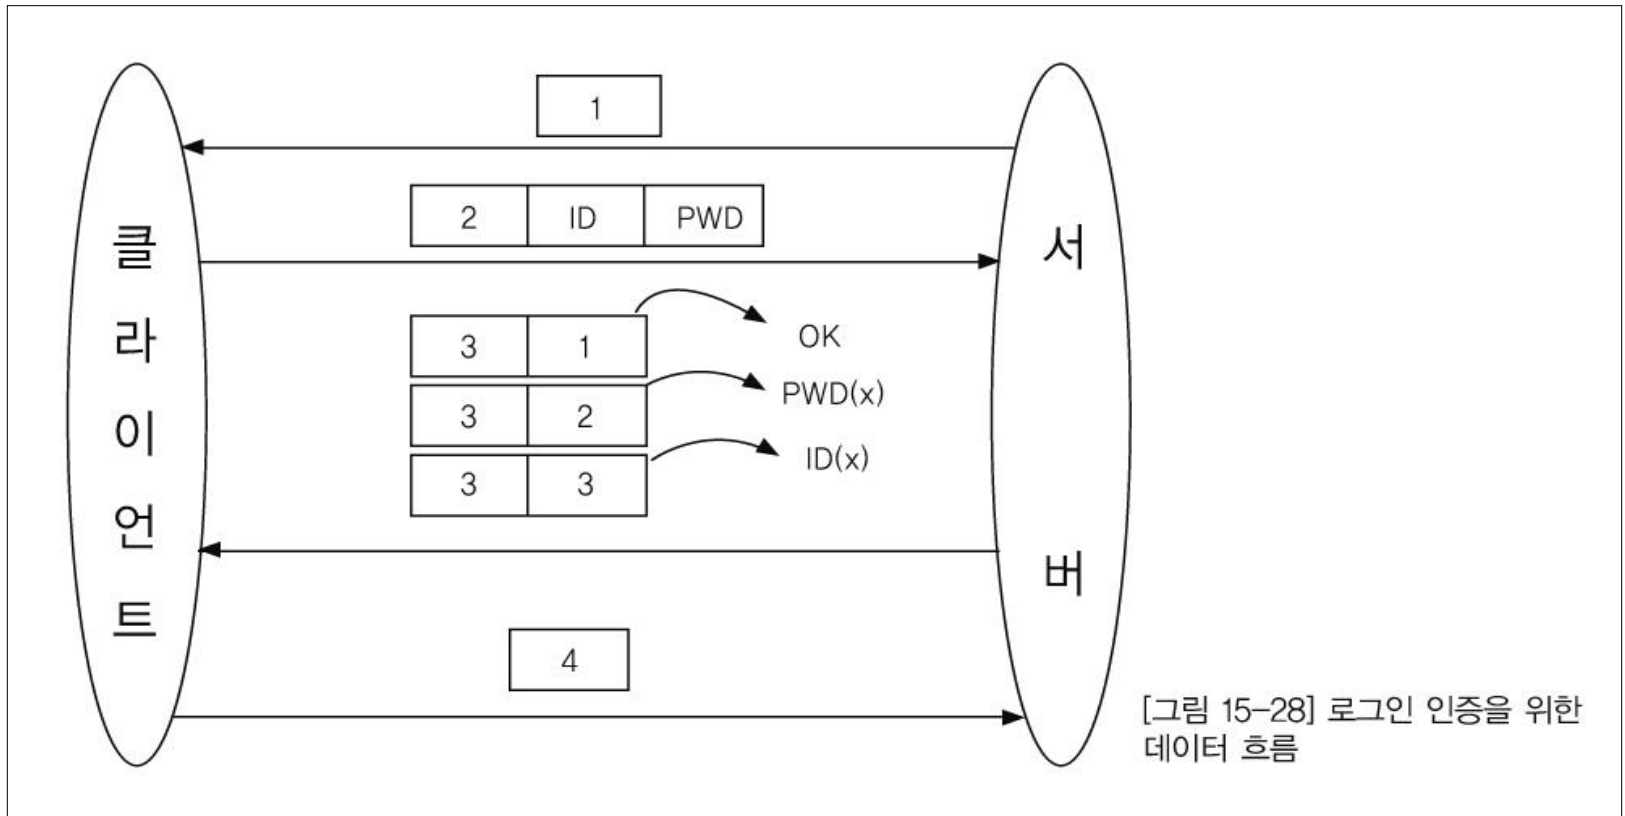 1
2 ID PWD
클라이언트
서버
3 1 OK
3 2 PWD(x)
3 3 ID(x)
4
[그림 15-28] 로그인 인증을 위한
데이터 흐름